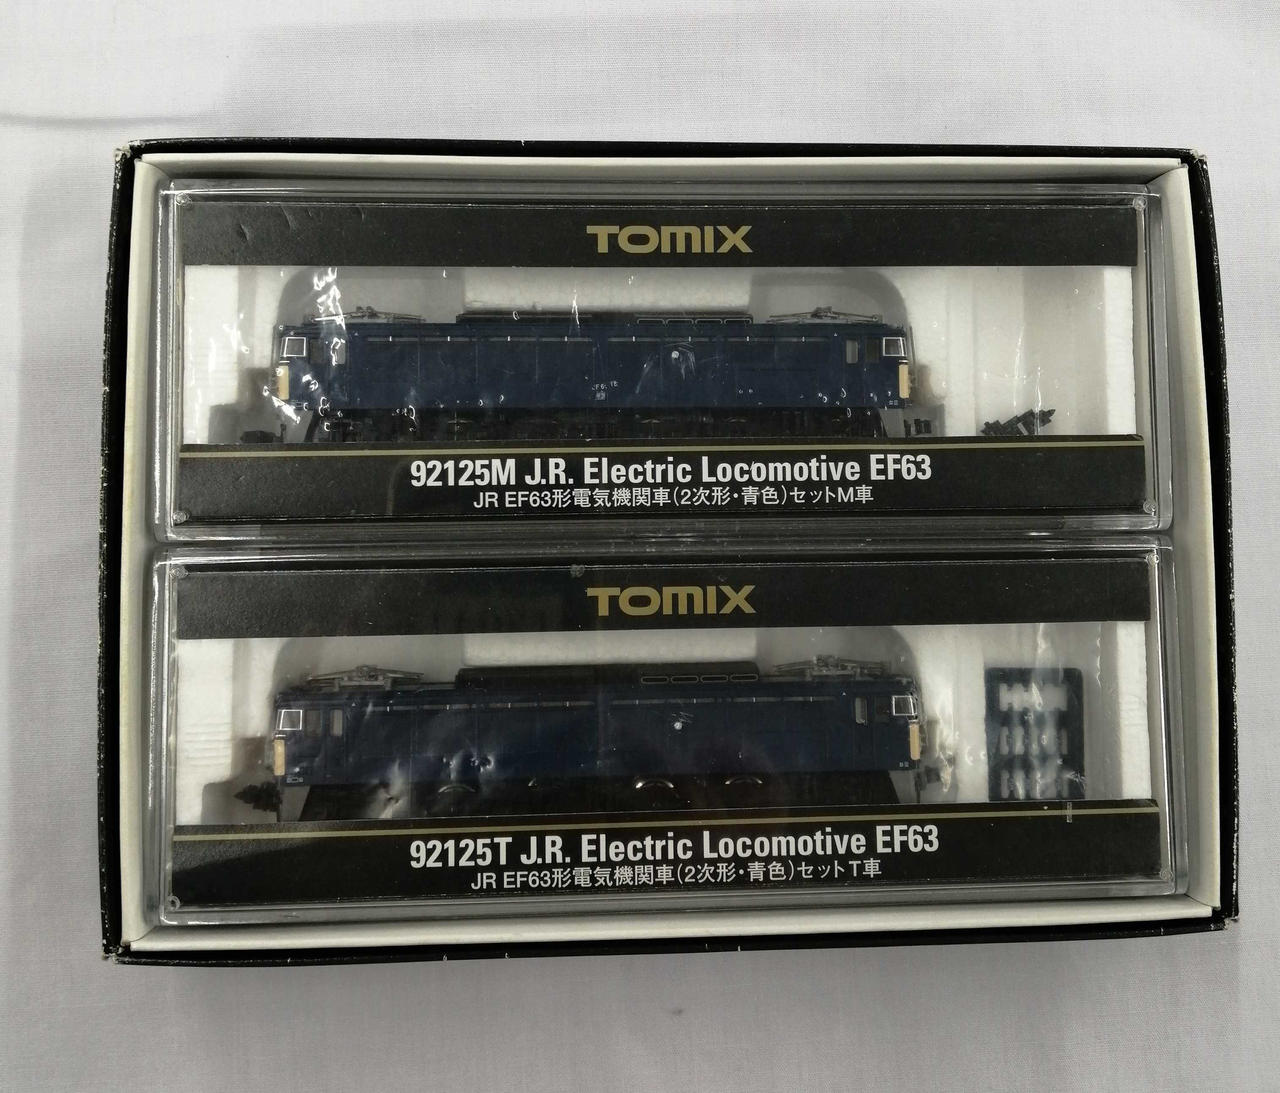 TOMIX
92125M J.R. Electric Locomotive EF63
JR EF63形電気機関車(2次形・青色)セットM車
TOMIX
92125T J.R. Electric Locomotive EF63
JR EF63形電気機関車(2次形・青色)セットT車